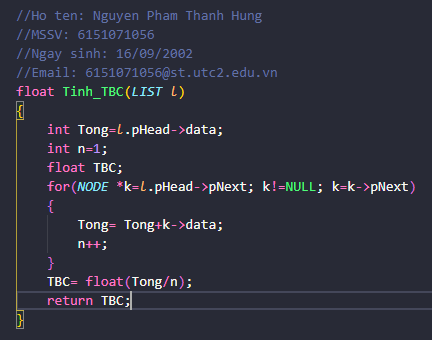 //Ho ten: Nguyen Pham Thanh Hung
//MSSV: 6151071056
//Ngay sinh: 16/09/2002
//Email: 6151071056@st.utc2.edu.vn
float Tinh_TBC(LIST l)
{
    int Tong=l.pHead->data;
    int n=1;
    float TBC;
    for(NODE *k=l.pHead->pNext; k!=NULL; k=k->pNext)
    {
        Tong= Tong+k->data;
        n++;
    }
    TBC= float(Tong/n);
    return TBC;
}